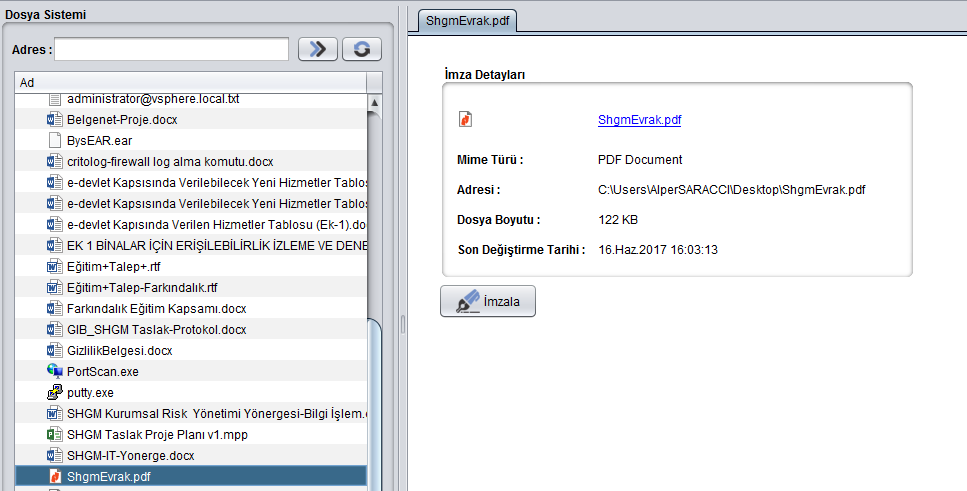 Dosya Sistemi
Adres :
Ad
administrator@vsphere.local.txt
Belgenet-Proje.docx
BysEAR.ear
critolog-firewall log alma komutu.docx
e-devlet Kapısında Verilebilecek Yeni Hizmetler Tablos
e-devlet Kapısında Verilebilecek Yeni Hizmetler Tablos
e-devlet Kapısında Verilen Hizmetler Tablosu (Ek-1).do
EK 1 BİNALAR İÇİN ERİŞİLEBİLİRLİK İZLEME VE DENE
Eğitim+Talep+.rtf
Eğitim+Talep-Farkındalık.rtf
Farkındalık Eğitim Kapsamı.docx
GIB_SHGM Taslak-Protokol.docx
GizlilikBelgesi.docx
PortScan.exe
putty.exe
SHGM Kurumsal Risk Yönetimi Yönergesi-Bilgi İşlem.
SHGM Taslak Proje Planı v1.mpp
SHGM-IT-Yonerge.docx
ShgmEvrak.pdf
ShgmEvrak.pdf
İmza Detayları
ShgmEvrak.pdf
Mime Türü : PDF Document
Adresi : C:\Users\AlperSARACCI\Desktop\ShgmEvrak.pdf
Dosya Boyutu : 122 KB
Son Değiştirme Tarihi : 16.Haz.2017 16:03:13
İmzala